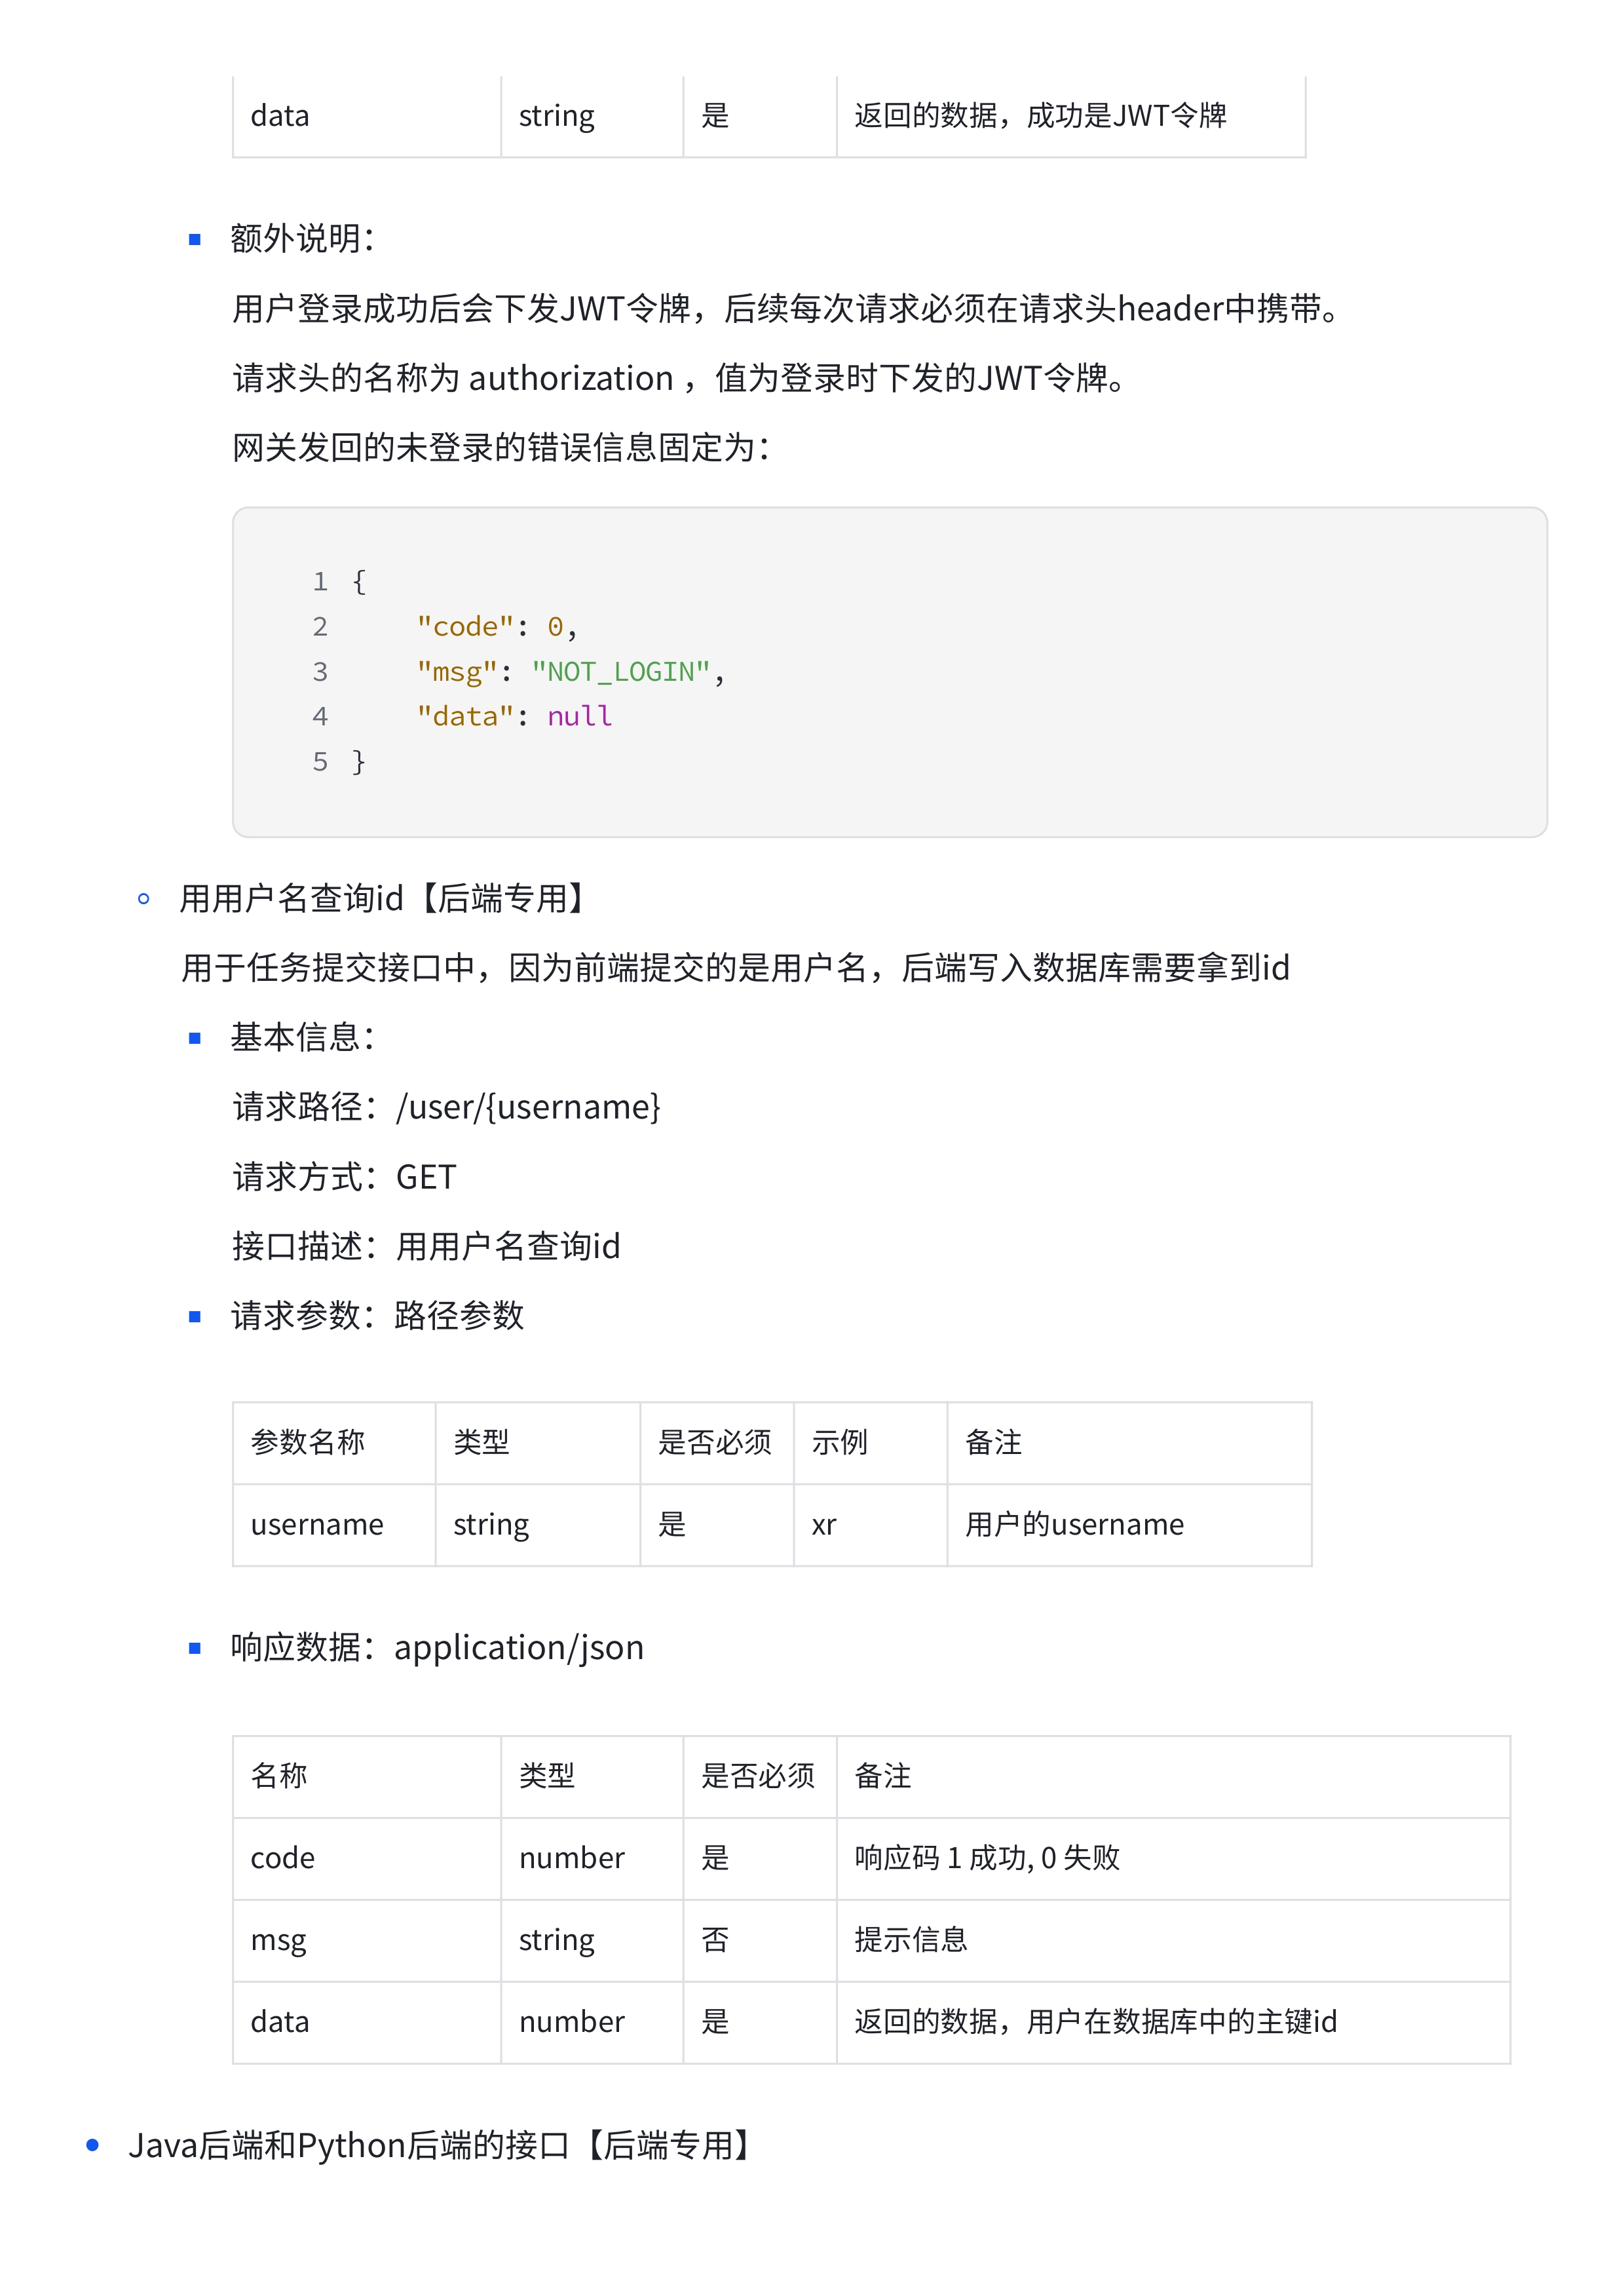 data string 是 返回的数据，成功是JWT令牌
额外说明：
用户登录成功后会下发JWT令牌，后续每次请求必须在请求头header中携带。
请求头的名称为 authorization ，值为登录时下发的JWT令牌。
网关发回的未登录的错误信息固定为：
1 {
2     "code": 0,
3     "msg": "NOT_LOGIN",
4     "data": null
5 }
用用户名查询id【后端专用】
用于任务提交接口中，因为前端提交的是用户名，后端写入数据库需要拿到id
基本信息：
请求路径：/user/{username}
请求方式：GET
接口描述：用用户名查询id
请求参数：路径参数
参数名称 类型 是否必须 示例 备注
username string 是 xr 用户的username
响应数据：application/json
名称 类型 是否必须 备注
code number 是 响应码 1 成功, 0 失败
msg string 否 提示信息
data number 是 返回的数据，用户在数据库中的主键id
Java后端和Python后端的接口【后端专用】